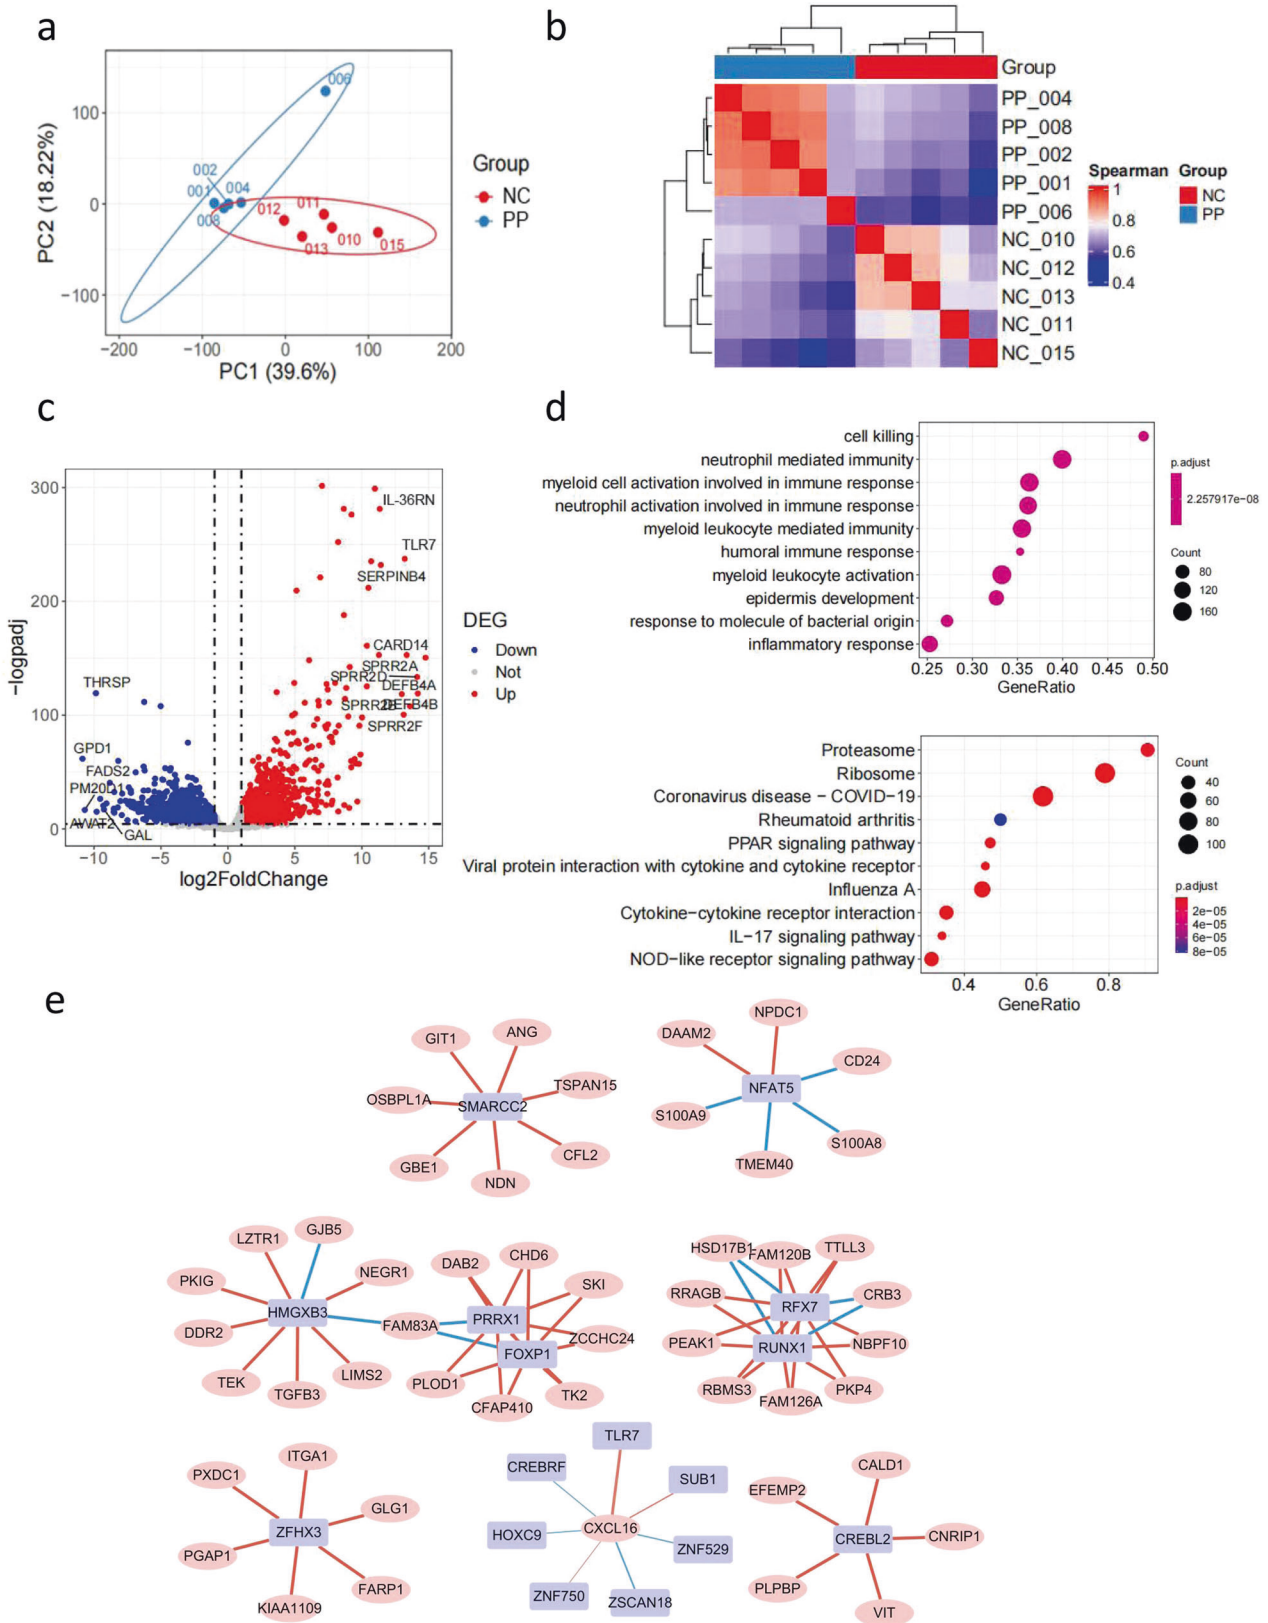 a
006
002
001
004
008
012
011
013
010
015
100
0
−100
−200
−100
0
100
200
PC2 (18.22%)
PC1 (39.6%)
Group
NC
PP
b
Group
PP_004
PP_008
PP_002
PP_001
PP_006
NC_010
NC_012
NC_013
NC_011
NC_015
Spearman
1
0.8
0.6
0.4
Group
NC
PP
c
300
200
100
0
−logpadj
IL-36RN
TLR7
SERPINB4
CARD14
SPRR2A
SPRR2D
DEFB4A
SPRR2B
DEFB4B
SPRR2F
THRSP
GPD1
FADS2
PM20D1
AWAT2
GAL
−10
−5
0
5
10
15
log2FoldChange
DEG
Down
Not
Up
d
cell killing
neutrophil mediated immunity
myeloid cell activation involved in immune response
neutrophil activation involved in immune response
myeloid leukocyte mediated immunity
humoral immune response
myeloid leukocyte activation
epidermis development
response to molecule of bacterial origin
inflammatory response
0.25
0.30
0.35
0.40
0.45
0.50
GeneRatio
p.adjust
2.257917e−08
Count
80
120
160
Proteasome
Ribosome
Coronavirus disease − COVID−19
Rheumatoid arthritis
PPAR signaling pathway
Viral protein interaction with cytokine and cytokine receptor
Influenza A
Cytokine−cytokine receptor interaction
IL−17 signaling pathway
NOD−like receptor signaling pathway
0.4
0.6
0.8
GeneRatio
Count
40
60
80
100
p.adjust
2e−05
4e−05
6e−05
8e−05
e
GIT1
ANG
OSBPL1A
SMARCC2
TSPAN15
GBE1
NDN
CFL2
NPDC1
DAAM2
CD24
NFAT5
S100A9
S100A8
TMEM40
LZTR1
GJB5
PKIG
NEGR1
HMGXB3
DDR2
TEK
TGFB3
LIMS2
FAM83A
DAB2
CHD6
SKI
PRRX1
FOXP1
ZCCHC24
PLOD1
CFAP410
TK2
HSD17B1
FAM120B
TTLL3
RRAGB
RFX7
CRB3
PEAK1
RUNX1
NBPF10
RBMS3
FAM126A
PKP4
ITGA1
PXDC1
GLG1
ZFHX3
PGAP1
FARP1
KIAA1109
TLR7
CREBRF
SUB1
HOXC9
CXCL16
ZNF529
ZNF750
ZSCAN18
CALD1
EFEMP2
CREBL2
CNRIP1
PLPBP
VIT